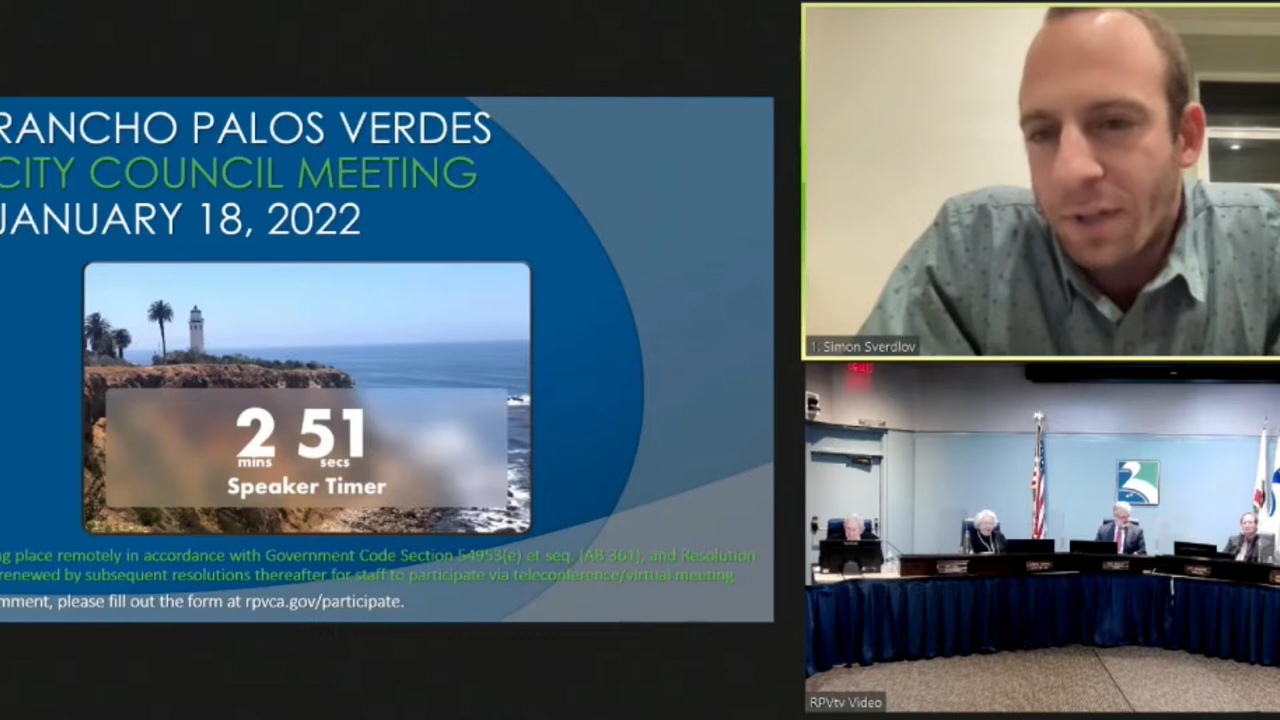 RANCHO PALOS VERDES
CITY COUNCIL MEETING
JANUARY 18, 2022
2 51
mins secs
Speaker Timer
ng place remotely in accordance with Government Code Section 54953(e) et seq. (AB 361), and Resolution
renewed by subsequent resolutions thereafter for staff to participate via teleconference/virtual meeting
mment, please fill out the form at rpvca.gov/participate.
1. Simon Sverdlov
RPVtv Video